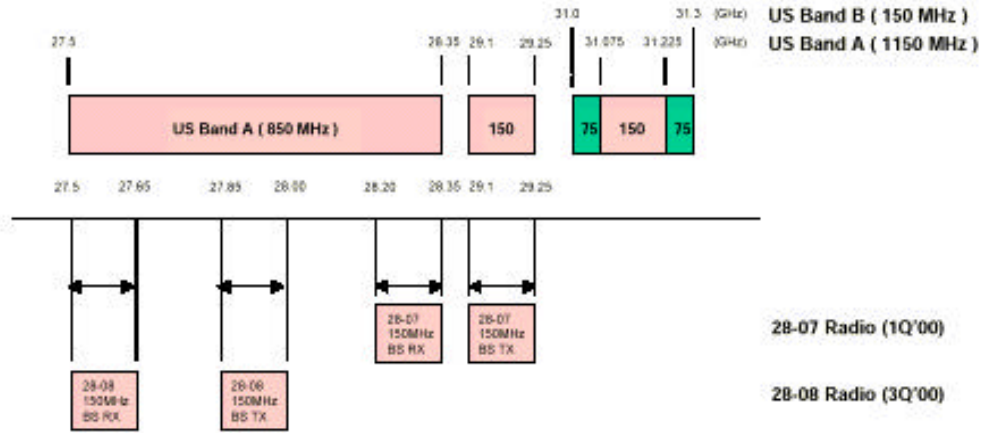 31.0 31.3 (GHz) US Band B ( 150 MHz )
27.5 28.35 29.1 29.25 31.075 31.225 (GHz) US Band A ( 1150 MHz )
US Band A ( 850 MHz ) 150 75 150 75
27.5 27.65 27.85 28.00 28.20 28.35 29.1 29.25
28-07
150MHz
BS RX
28-07
150MHz
BS TX
28-07 Radio (1Q'00)
28-08
150MHz
BS RX
28-08
150MHz
BS TX
28-08 Radio (3Q'00)